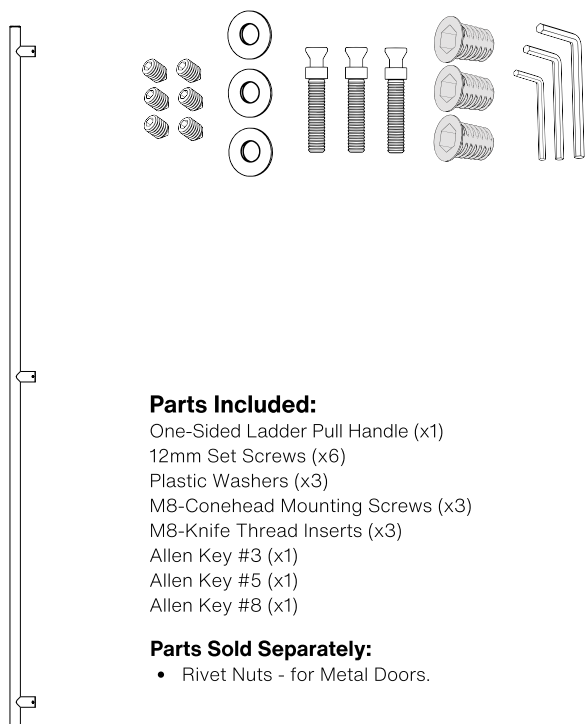 Parts Included:
One-Sided Ladder Pull Handle (x1)
12mm Set Screws (x6)
Plastic Washers (x3)
M8-Conehead Mounting Screws (x3)
M8-Knife Thread Inserts (x3)
Allen Key #3 (x1)
Allen Key #5 (x1)
Allen Key #8 (x1)
Parts Sold Separately:
• Rivet Nuts - for Metal Doors.